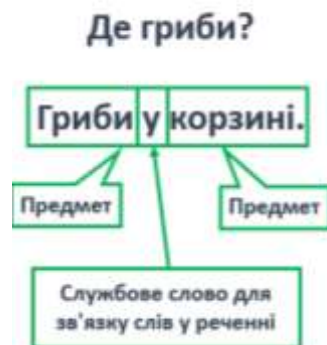 Де гриби?
Гриби у корзині.
Предмет
Предмет
Службове слово для
зв'язку слів у реченні